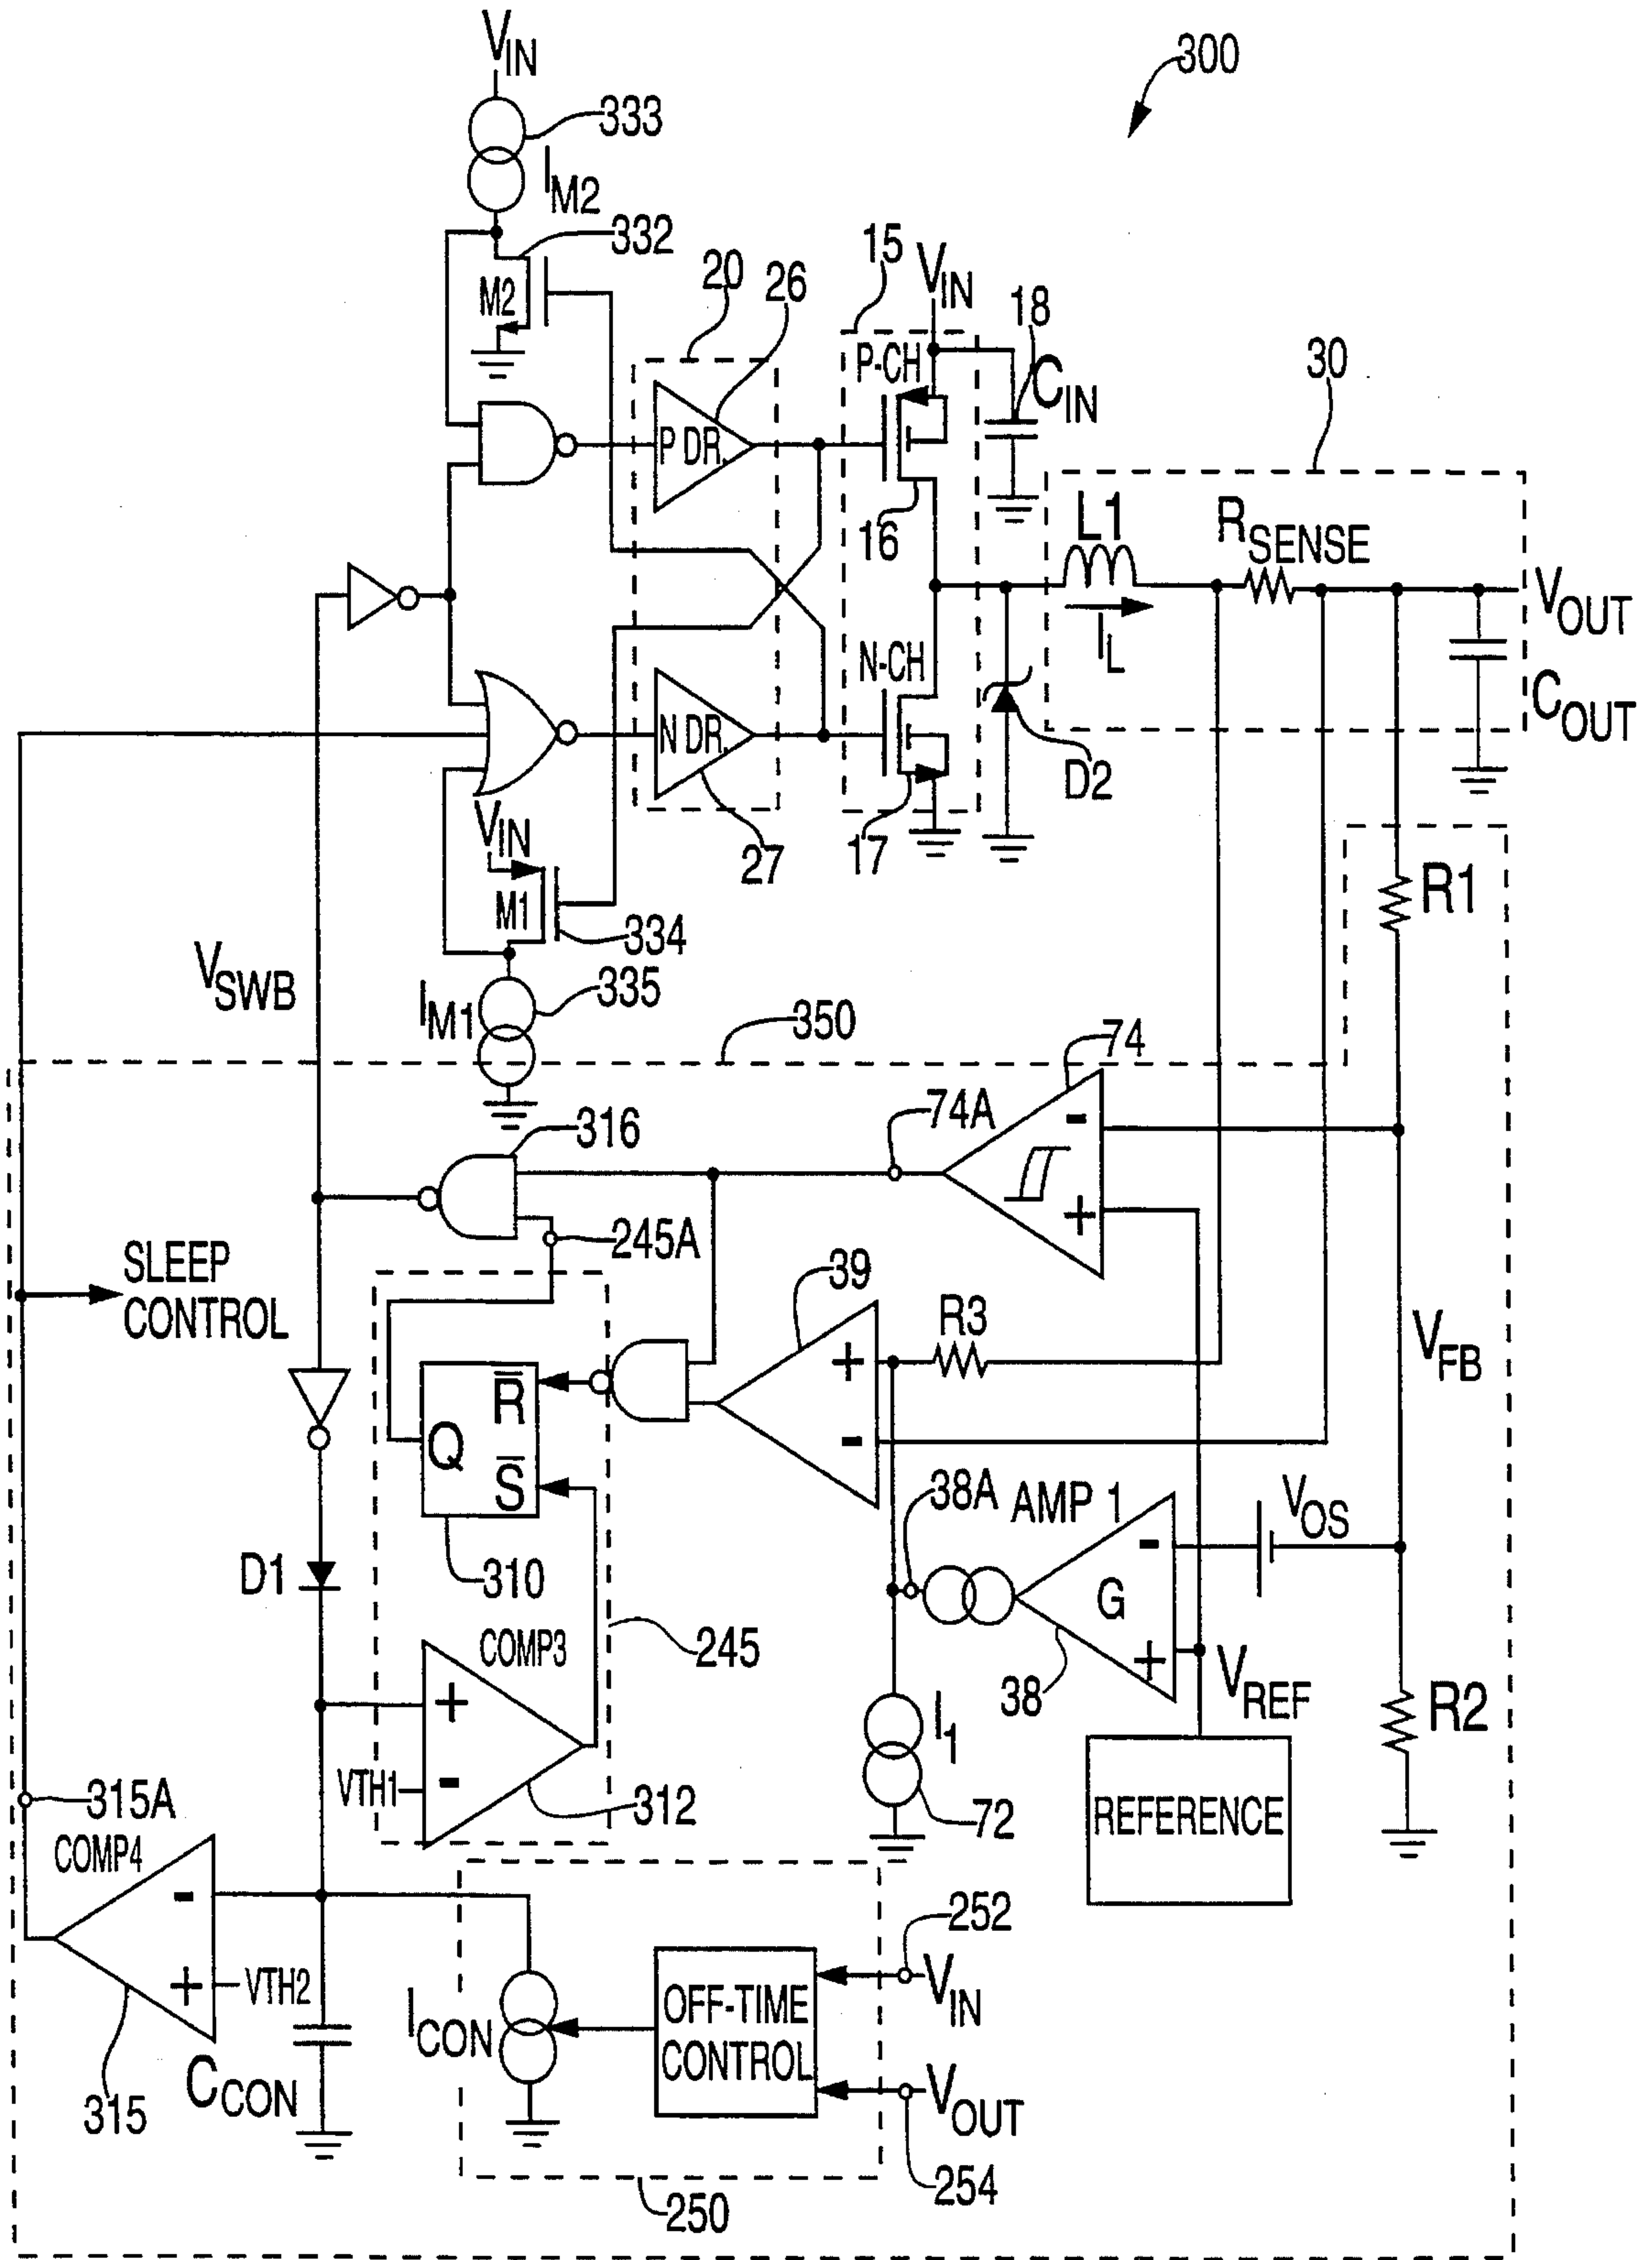 300
V_IN
333
I_M2
332
M2
20
26
15
V_IN
18
P-CH
C_IN
P DR.
16
30
L1
R_SENSE
V_OUT
I_L
C_OUT
N-CH
N DR.
D2
27
17
V_IN
M1
334
R1
V_SWB
I_M1
335
350
74
74A
-
+
316
245A
SLEEP
CONTROL
39
R3
V_FB
+
-
Q
R̅
S̅
310
38A
AMP 1
V_OS
-
G
+
38
V_REF
D1
COMP3
245
+
-
VTH1
312
I_1
72
R2
REFERENCE
315A
COMP4
-
+
VTH2
315
C_CON
I_CON
OFF-TIME
CONTROL
252
V_IN
V_OUT
254
250